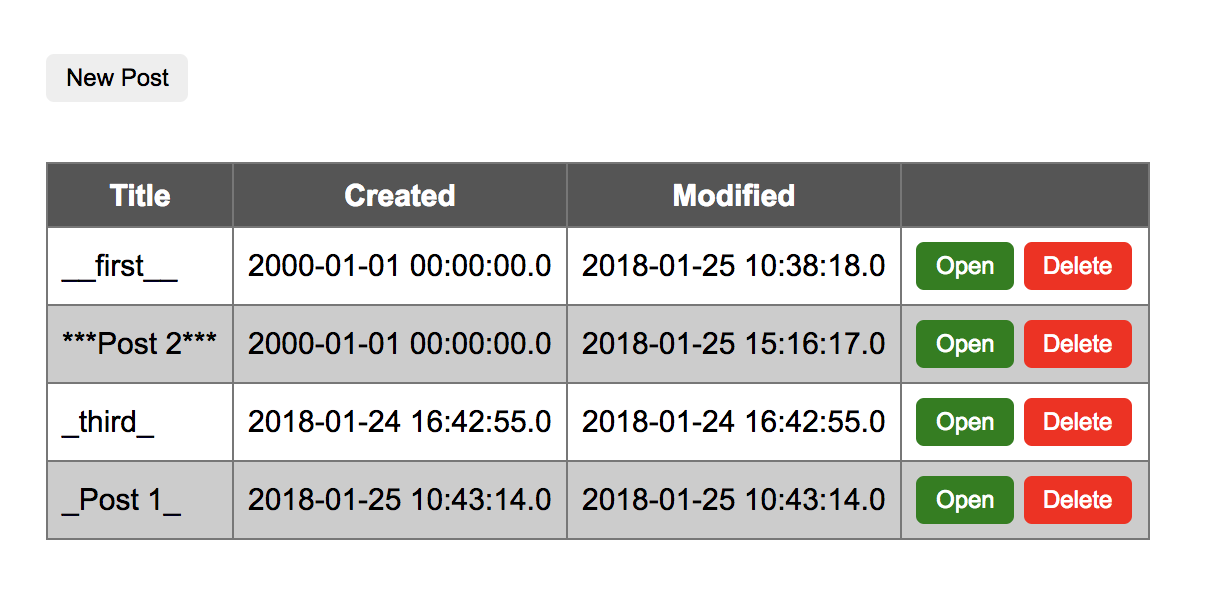 New Post
Title Created Modified
__first__ 2000-01-01 00:00:00.0 2018-01-25 10:38:18.0 Open Delete
***Post 2*** 2000-01-01 00:00:00.0 2018-01-25 15:16:17.0 Open Delete
_third_ 2018-01-24 16:42:55.0 2018-01-24 16:42:55.0 Open Delete
_Post 1_ 2018-01-25 10:43:14.0 2018-01-25 10:43:14.0 Open Delete